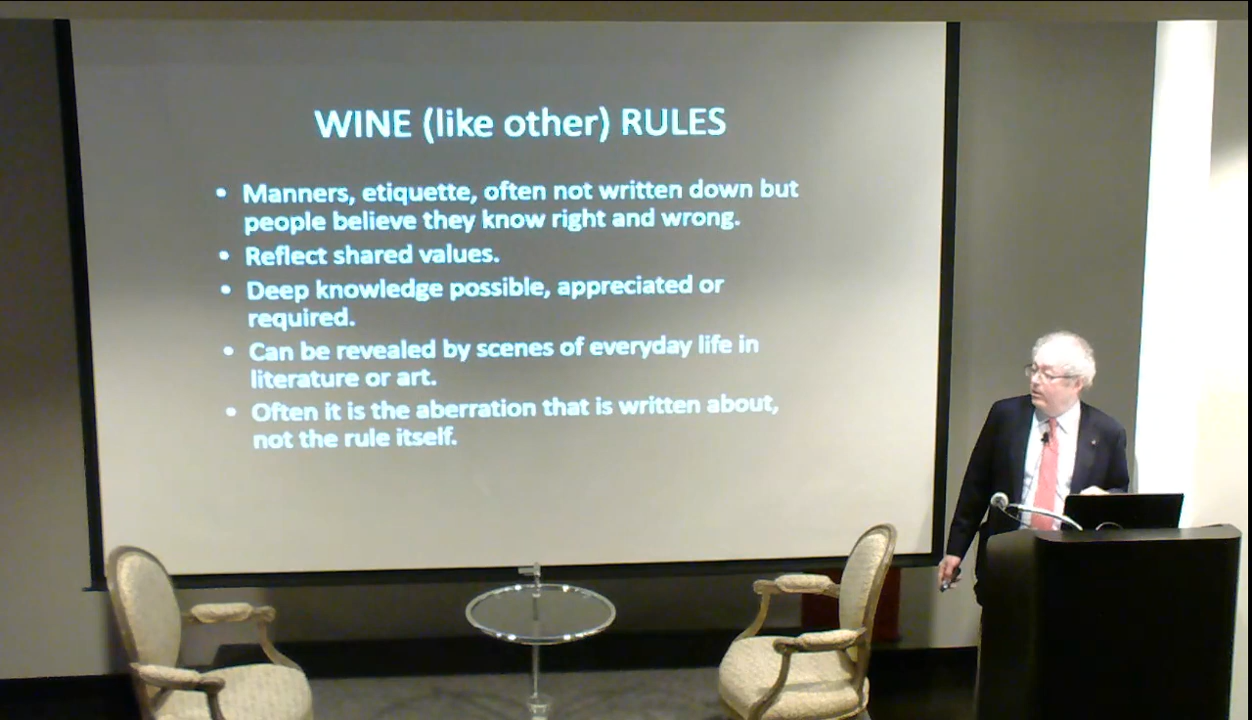 WINE (like other) RULES
• Manners, etiquette, often not written down but
people believe they know right and wrong.
• Reflect shared values.
• Deep knowledge possible, appreciated or
required.
• Can be revealed by scenes of everyday life in
literature or art.
• Often it is the aberration that is written about,
not the rule itself.